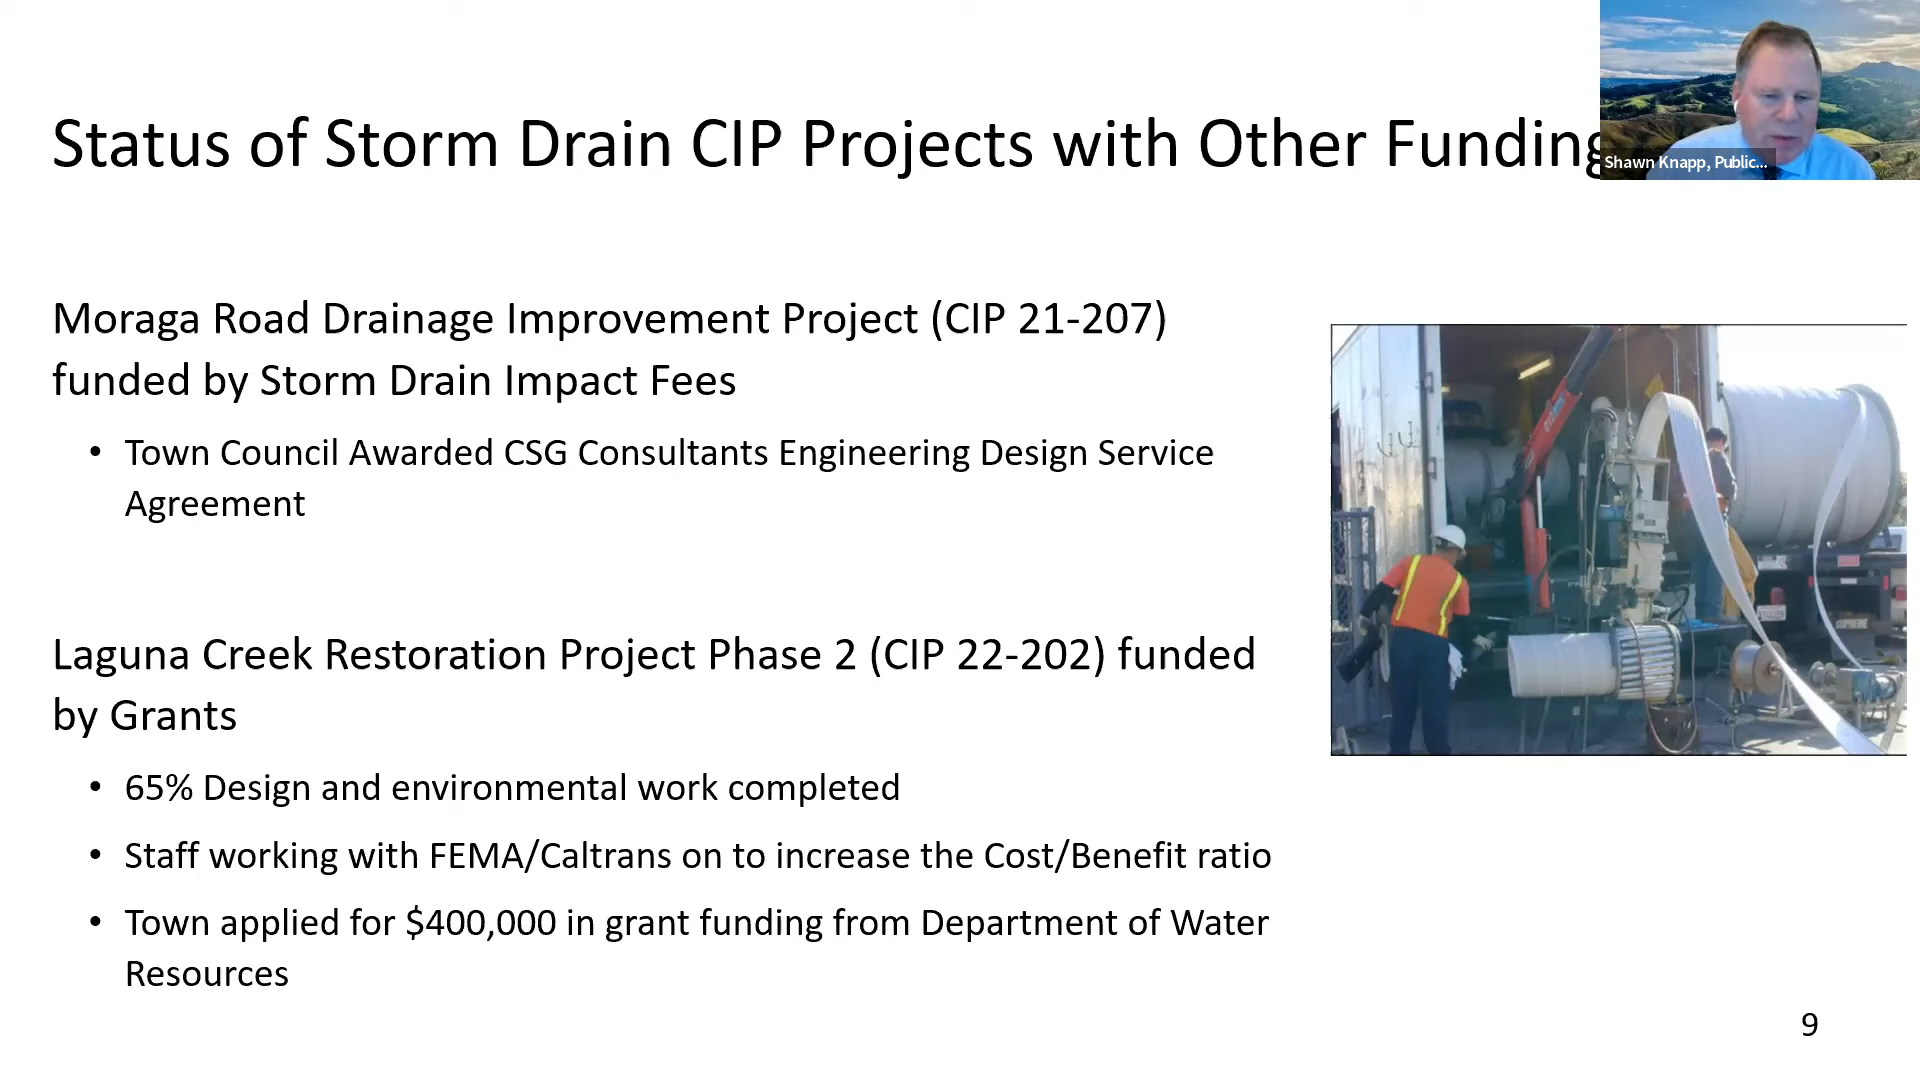 Status of Storm Drain CIP Projects with Other Funding
Shawn Knapp, Public...
Moraga Road Drainage Improvement Project (CIP 21-207)
funded by Storm Drain Impact Fees
• Town Council Awarded CSG Consultants Engineering Design Service
Agreement
Laguna Creek Restoration Project Phase 2 (CIP 22-202) funded
by Grants
• 65% Design and environmental work completed
• Staff working with FEMA/Caltrans on to increase the Cost/Benefit ratio
• Town applied for $400,000 in grant funding from Department of Water
Resources
SUPREME
9